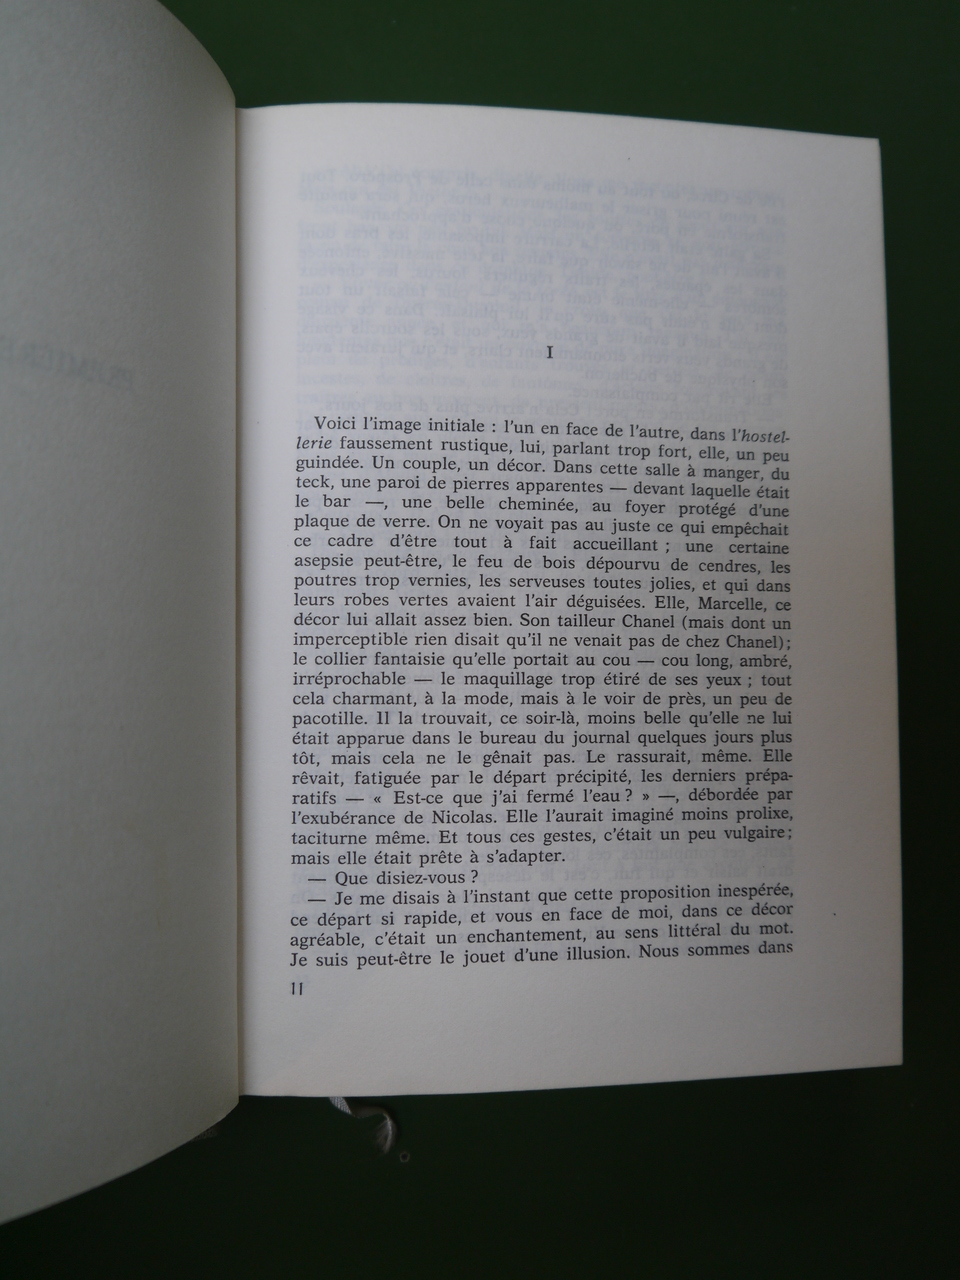 I
Voici l'image initiale : l'un en face de l'autre, dans l'hostel-
lerie faussement rustique, lui, parlant trop fort, elle, un peu
guindée. Un couple, un décor. Dans cette salle à manger, du
teck, une paroi de pierres apparentes — devant laquelle était
le bar —, une belle cheminée, au foyer protégé d'une
plaque de verre. On ne voyait pas au juste ce qui empêchait
ce cadre d'être tout à fait accueillant ; une certaine
asepsie peut-être, le feu de bois dépourvu de cendres, les
poutres trop vernies, les serveuses toutes jolies, et qui dans
leurs robes vertes avaient l'air déguisées. Elle, Marcelle, ce
décor lui allait assez bien. Son tailleur Chanel (mais dont un
imperceptible rien disait qu'il ne venait pas de chez Chanel) ;
le collier fantaisie qu'elle portait au cou — cou long, ambré,
irréprochable — le maquillage trop étiré de ses yeux ; tout
cela charmant, à la mode, mais à le voir de près, un peu de
pacotille. Il la trouvait, ce soir-là, moins belle qu'elle ne lui
était apparue dans le bureau du journal quelques jours plus
tôt, mais cela ne le gênait pas. Le rassurait, même. Elle
rêvait, fatiguée par le départ précipité, les derniers prépa-
ratifs — « Est-ce que j'ai fermé l'eau ? » —, débordée par
l'exubérance de Nicolas. Elle l'aurait imaginé moins prolixe,
taciturne même. Et tous ces gestes, c'était un peu vulgaire ;
mais elle était prête à s'adapter.
— Que disiez-vous ?
— Je me disais à l'instant que cette proposition inespérée,
ce départ si rapide, et vous en face de moi, dans ce décor
agréable, c'était un enchantement, au sens littéral du mot.
Je suis peut-être le jouet d'une illusion. Nous sommes dans
11